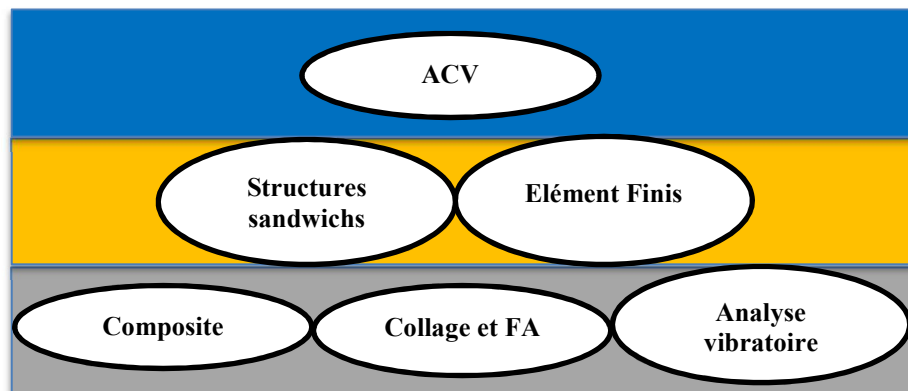 ACV
Structures
sandwichs
Elément Finis
Composite
Collage et FA
Analyse
vibratoire